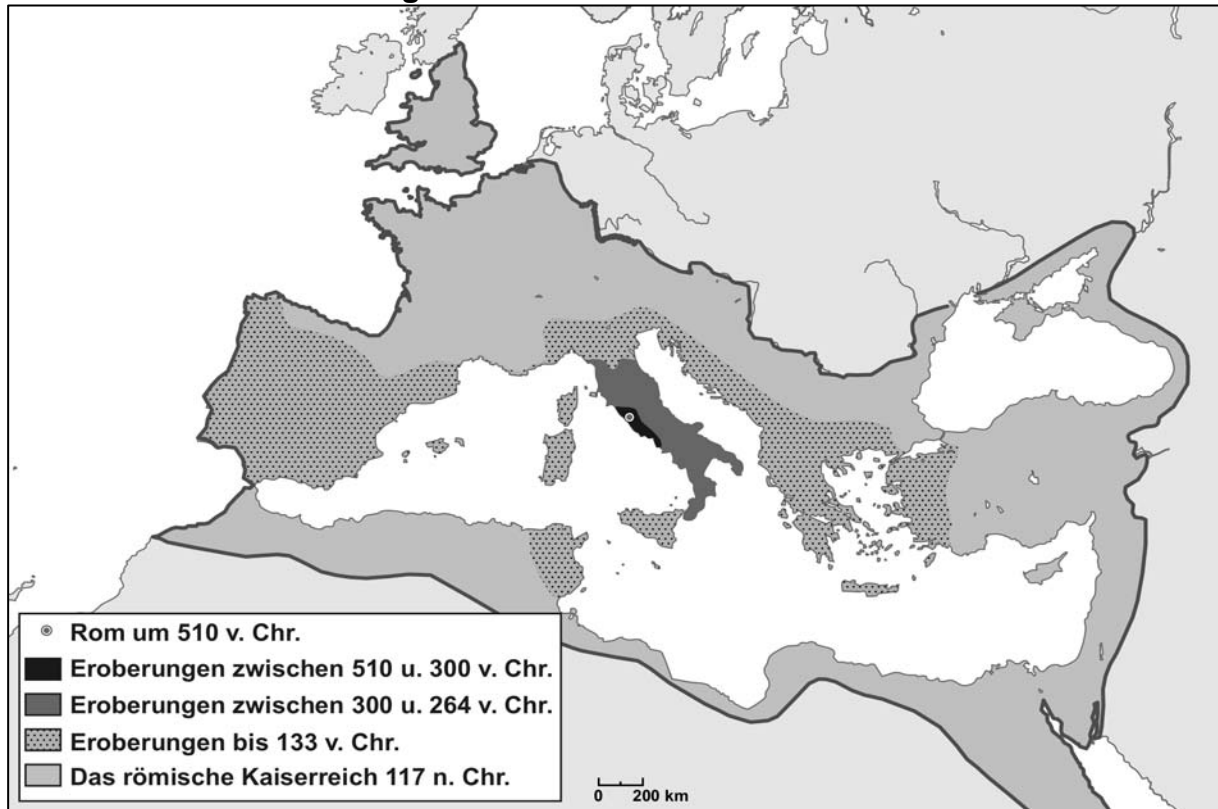 Rom um 510 v. Chr.
Eroberungen zwischen 510 u. 300 v. Chr.
Eroberungen zwischen 300 u. 264 v. Chr.
Eroberungen bis 133 v. Chr.
Das römische Kaiserreich 117 n. Chr.
0 200 km